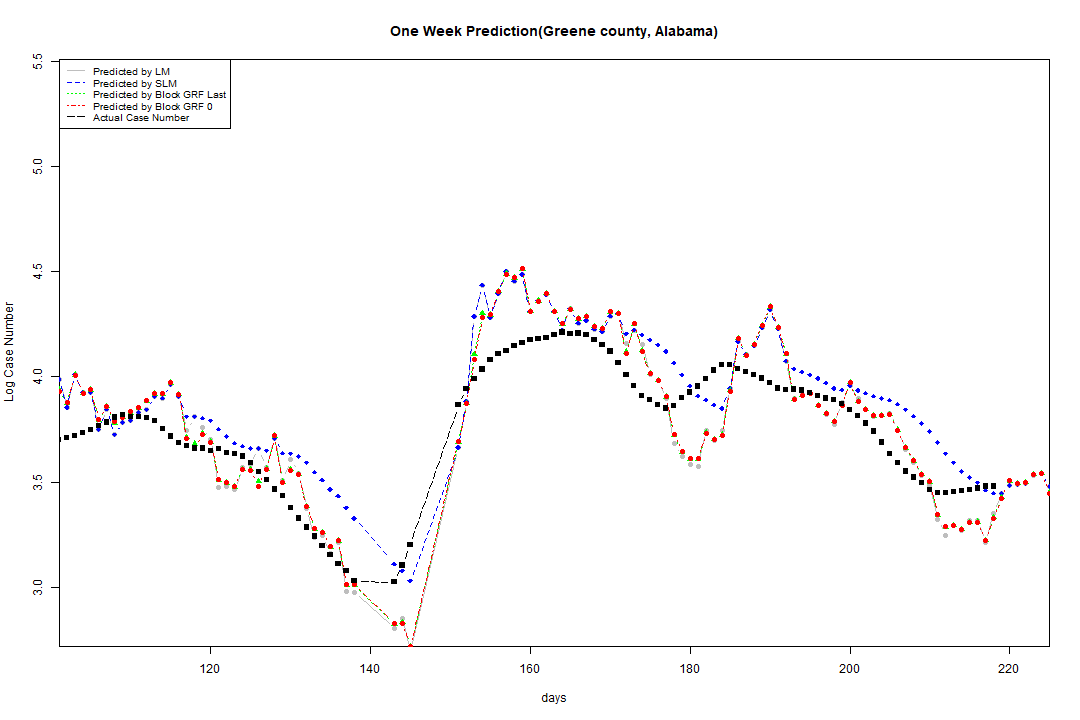 One Week Prediction(Greene county, Alabama)
Predicted by LM
Predicted by SLM
Predicted by Block GRF Last
Predicted by Block GRF 0
Actual Case Number
Log Case Number
5.5
5.0
4.5
4.0
3.5
3.0
120 140 160 180 200 220
days